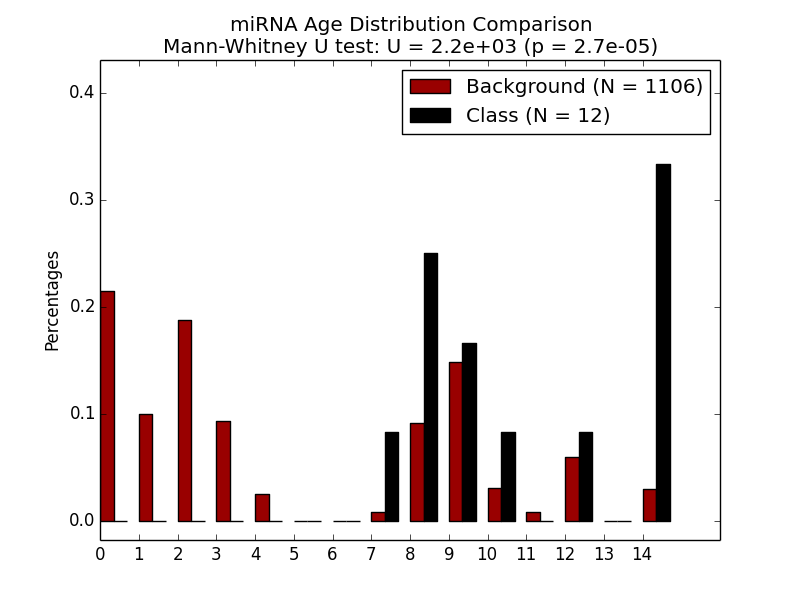 miRNA Age Distribution Comparison
Mann-Whitney U test: U = 2.2e+03 (p = 2.7e-05)
Background (N = 1106)
Class (N = 12)
Percentages
0.4
0.3
0.2
0.1
0.0
0 1 2 3 4 5 6 7 8 9 10 11 12 13 14